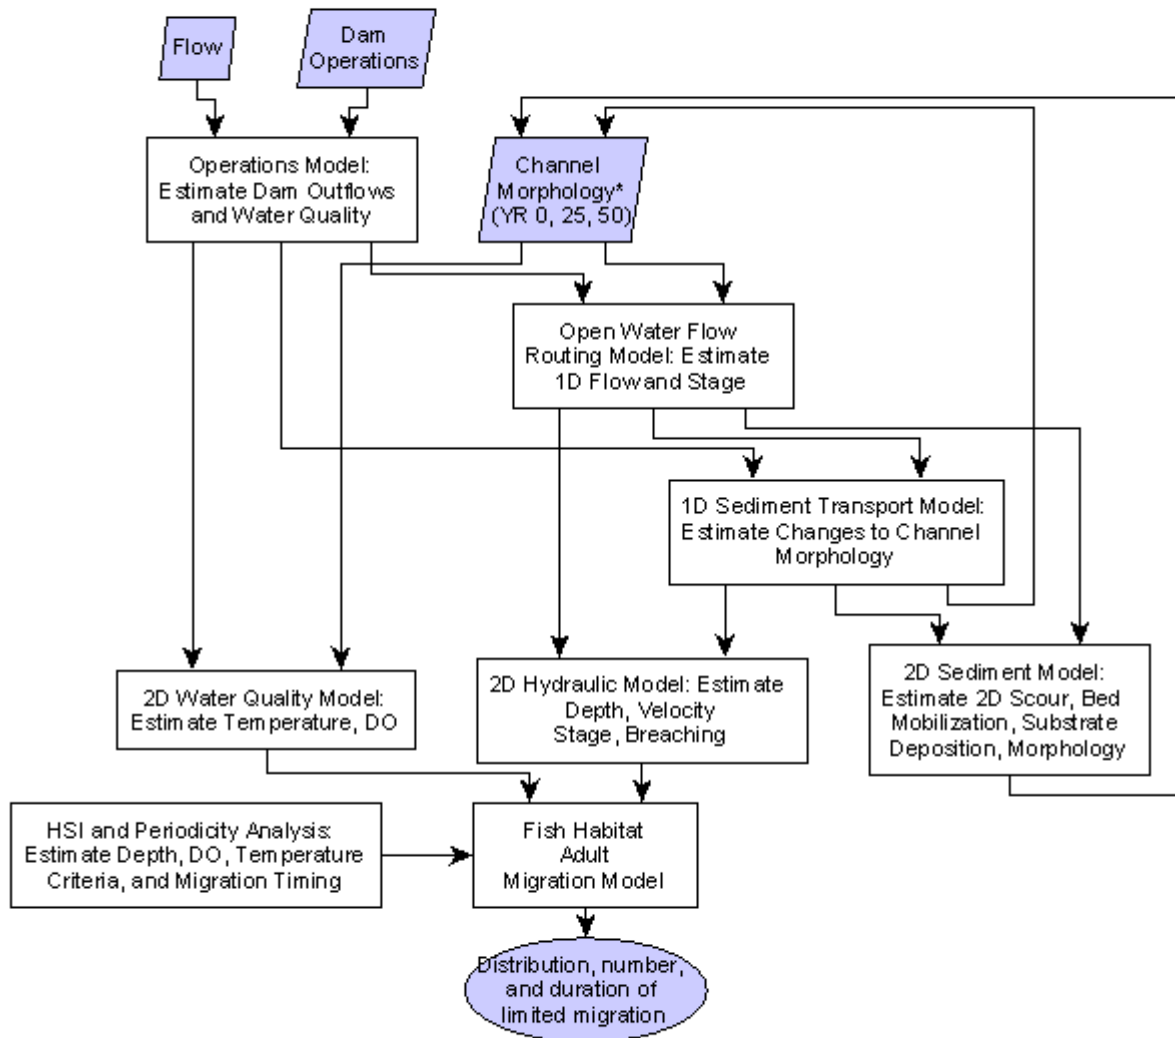 Flow
Dam
Operations
Operations Model:
Estimate Dam Outflows
and Water Quality
Channel
Morphology*
(YR 0, 25, 50)
Open Water Flow
Routing Model: Estimate
1D Flow and Stage
1D Sediment Transport Model:
Estimate Changes to Channel
Morphology
2D Water Quality Model:
Estimate Temperature, DO
2D Hydraulic Model: Estimate
Depth, Velocity
Stage, Breaching
2D Sediment Model:
Estimate 2D Scour, Bed
Mobilization, Substrate
Deposition, Morphology
HSI and Periodicity Analysis:
Estimate Depth, DO, Temperature
Criteria, and Migration Timing
Fish Habitat
Adult
Migration Model
Distribution, number,
and duration of
limited migration